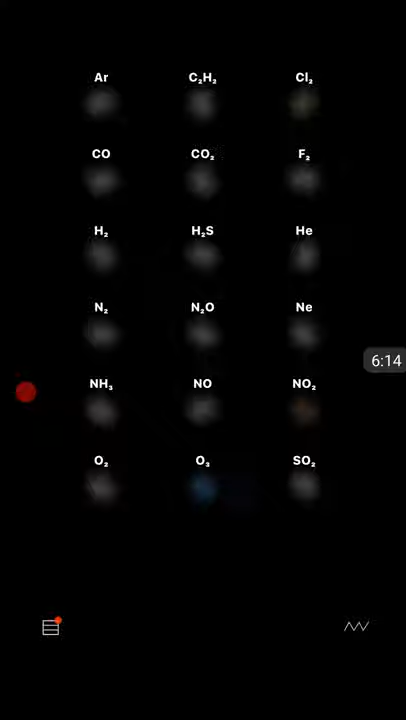 Ar C₂H₂ Cl₂
CO CO₂ F₂
H₂ H₂S He
N₂ N₂O Ne
6:14
NH₃ NO NO₂
O₂ O₃ SO₂